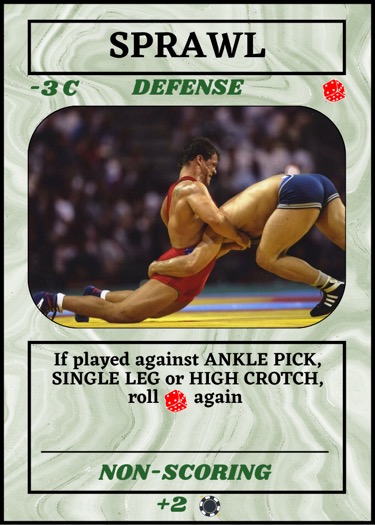 SPRAWL
-3 C DEFENSE
If played against ANKLE PICK,
SINGLE LEG or HIGH CROTCH,
roll again
NON-SCORING
+2